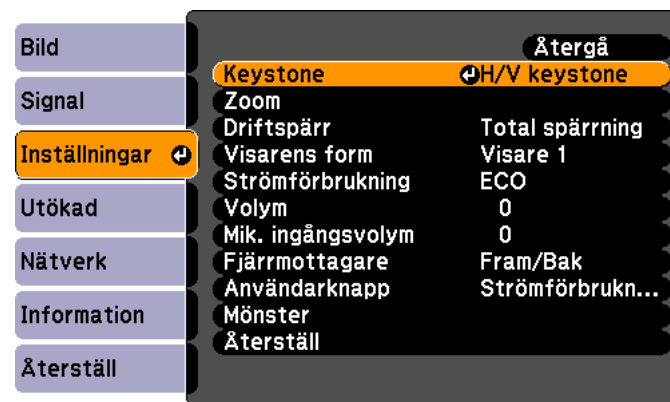 Bild
Signal
Inställningar
Utökad
Nätverk
Information
Återställ
Återgå
Keystone H/V keystone
Zoom
Driftspärr Total spärrning
Visarens form Visare 1
Strömförbrukning ECO
Volym 0
Mik. ingångsvolym 0
Fjärrmottagare Fram/Bak
Användarknapp Strömförbrukn...
Mönster
Återställ